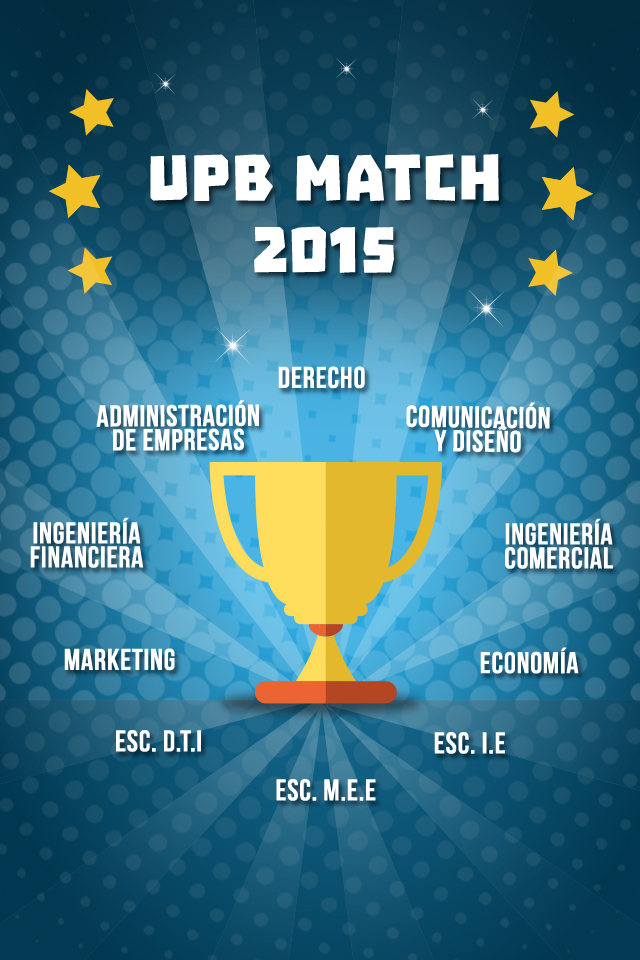 UPB MATCH
2015
DERECHO
ADMINISTRACIÓN
DE EMPRESAS
COMUNICACIÓN
Y DISEÑO
INGENIERÍA
FINANCIERA
INGENIERÍA
COMERCIAL
MARKETING
ECONOMÍA
ESC. D.T.I
ESC. I.E
ESC. M.E.E